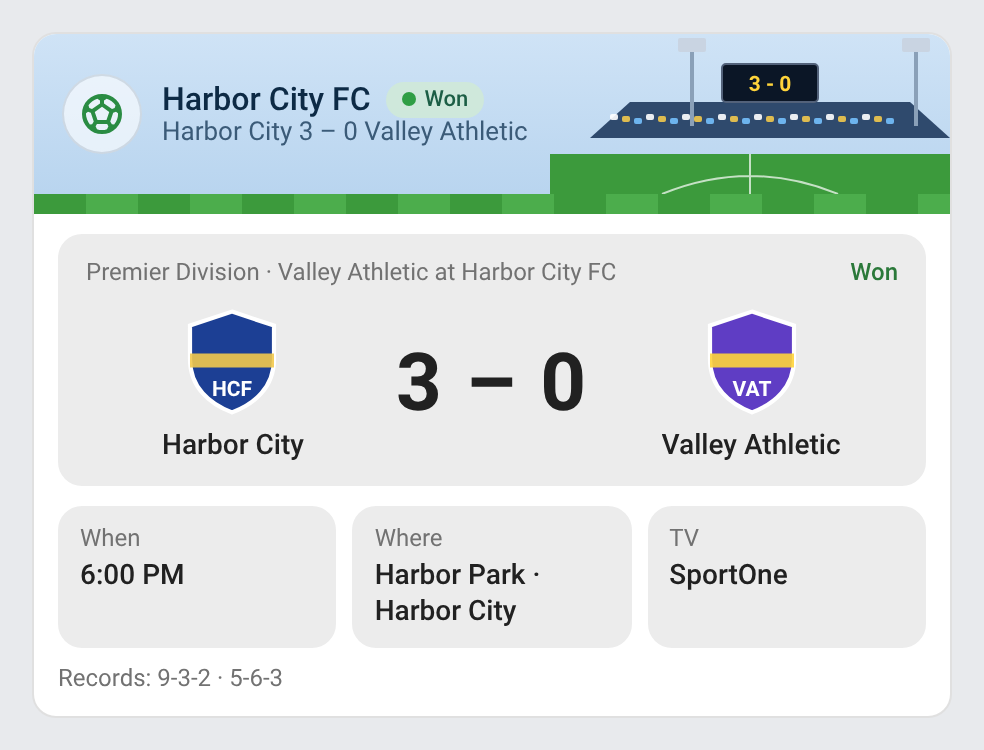 Harbor City FC
Won
Harbor City 3 – 0 Valley Athletic
3 - 0
Premier Division · Valley Athletic at Harbor City FC
Won
HCF
3 – 0
VAT
Harbor City
Valley Athletic
When
6:00 PM
Where
Harbor Park ·
Harbor City
TV
SportOne
Records: 9-3-2 · 5-6-3